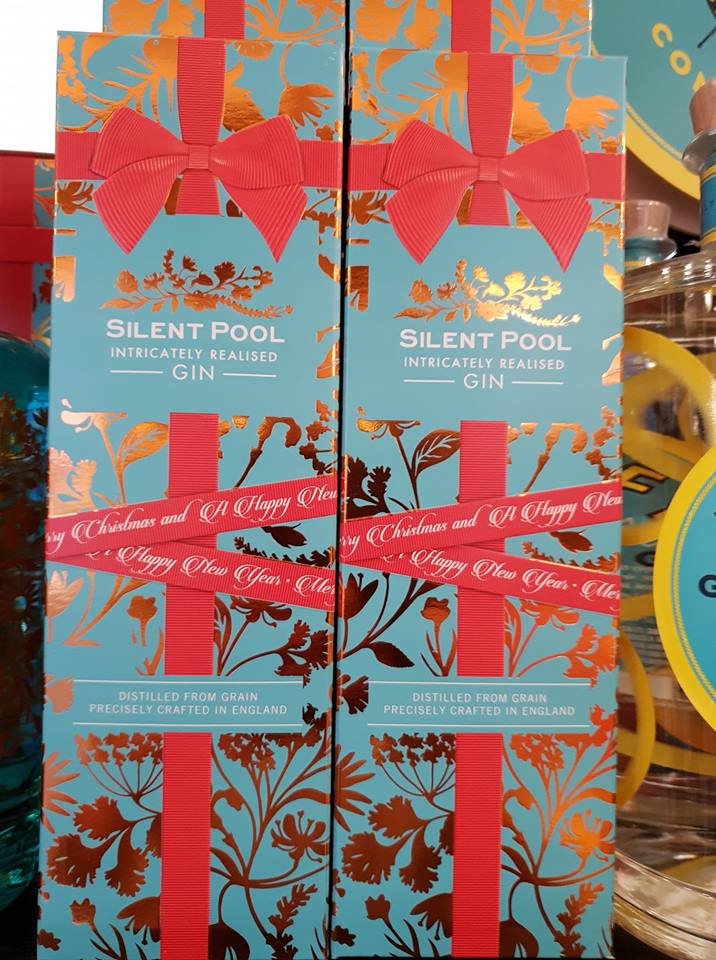 SILENT POOL
INTRICATELY REALISED
GIN
rry Christmas and A Happy New
A Happy New Year · Mer
DISTILLED FROM GRAIN
PRECISELY CRAFTED IN ENGLAND
SILENT POOL
INTRICATELY REALISED
GIN
rry Christmas and A Happy New
A Happy New Year · Mer
DISTILLED FROM GRAIN
PRECISELY CRAFTED IN ENGLAND
CON
G